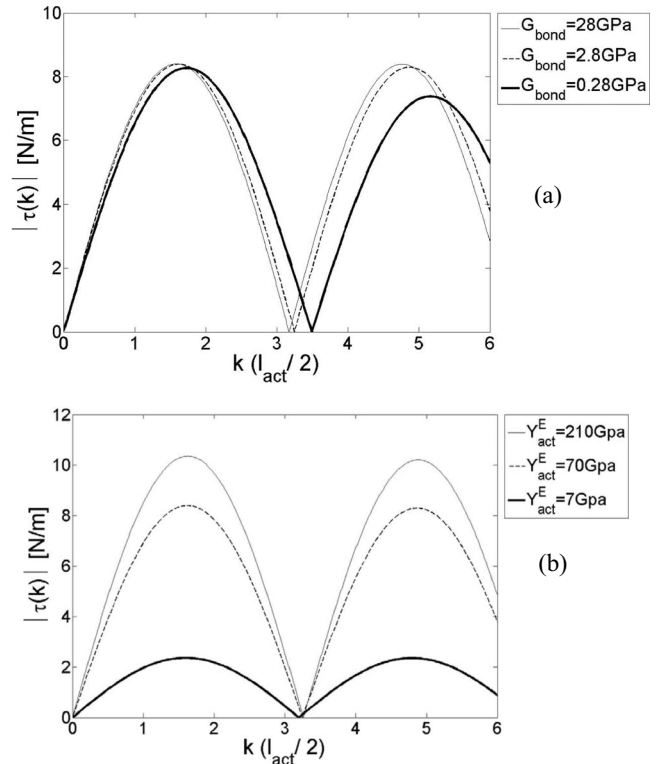 G_bond=28GPa
G_bond=2.8GPa
G_bond=0.28GPa
| τ(k) | [N/m]
10
8
6
4
2
0
0 1 2 3 4 5 6
k (l_act/ 2)
(a)
Y^E_act=210Gpa
Y^E_act=70Gpa
Y^E_act=7Gpa
| τ(k) | [N/m]
12
10
8
6
4
2
0
0 1 2 3 4 5 6
k (l_act/ 2)
(b)